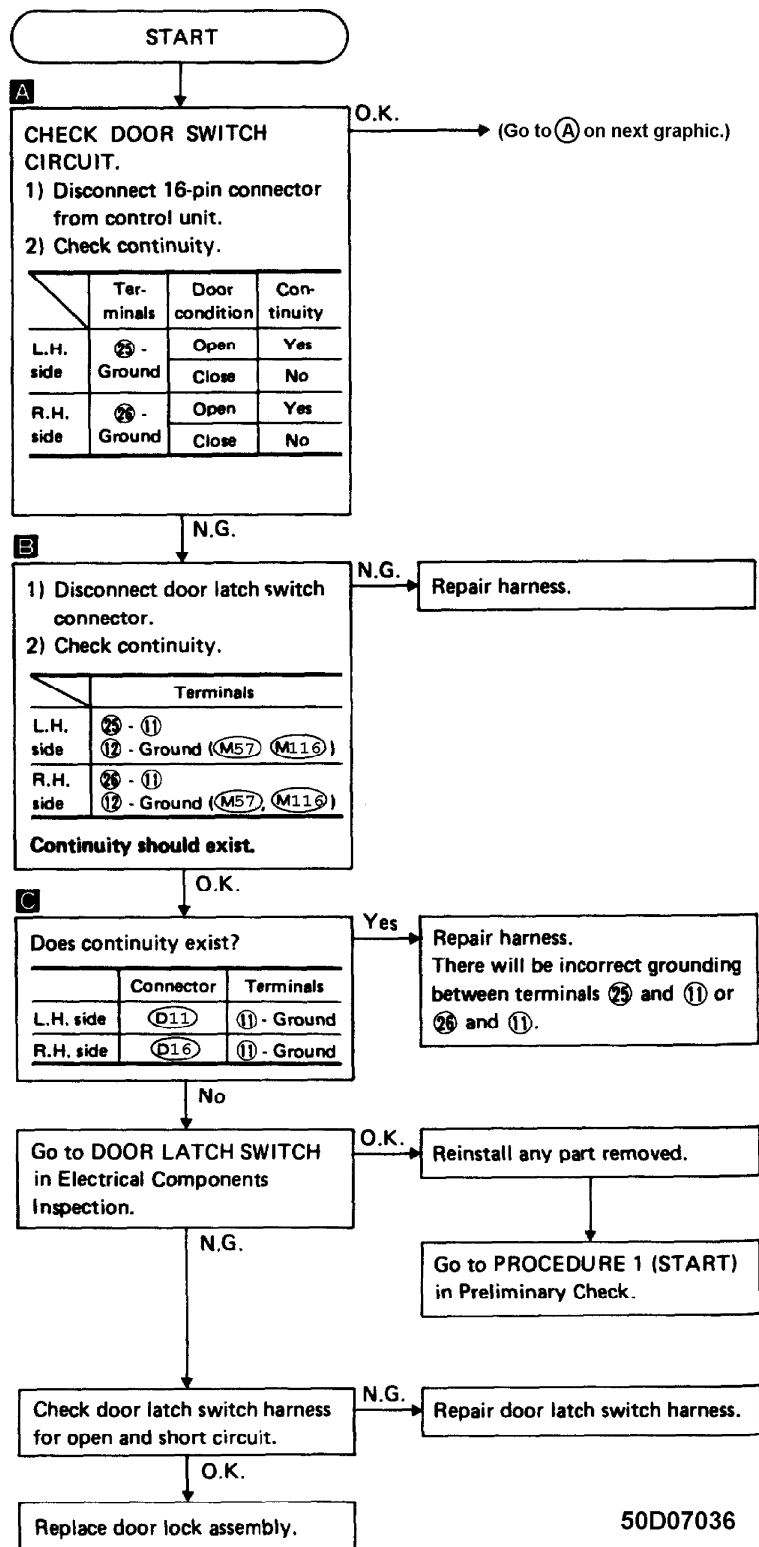 START
A
O.K.
(Go to Ⓐ on next graphic.)
CHECK DOOR SWITCH
CIRCUIT.
1) Disconnect 16-pin connector
from control unit.
2) Check continuity.
Ter-
minals
Door
condition
Con-
tinuity
L.H.
side
㉕ -
Ground
Open
Yes
Close
No
R.H.
side
㉖ -
Ground
Open
Yes
Close
No
N.G.
B
1) Disconnect door latch switch
connector.
2) Check continuity.
Terminals
L.H.
side
㉕ - ⑪
⑫ - Ground (M57 M116)
R.H.
side
㉖ - ⑪
⑫ - Ground (M57, M116)
Continuity should exist.
N.G.
Repair harness.
O.K.
C
Does continuity exist?
Connector Terminals
L.H. side D11 ⑪ - Ground
R.H. side D16 ⑪ - Ground
Yes
Repair harness.
There will be incorrect grounding
between terminals ㉕ and ⑪ or
㉖ and ⑪.
No
Go to DOOR LATCH SWITCH
in Electrical Components
Inspection.
O.K.
Reinstall any part removed.
Go to PROCEDURE 1 (START)
in Preliminary Check.
N.G.
Check door latch switch harness
for open and short circuit.
N.G.
Repair door latch switch harness.
O.K.
Replace door lock assembly.
50D07036